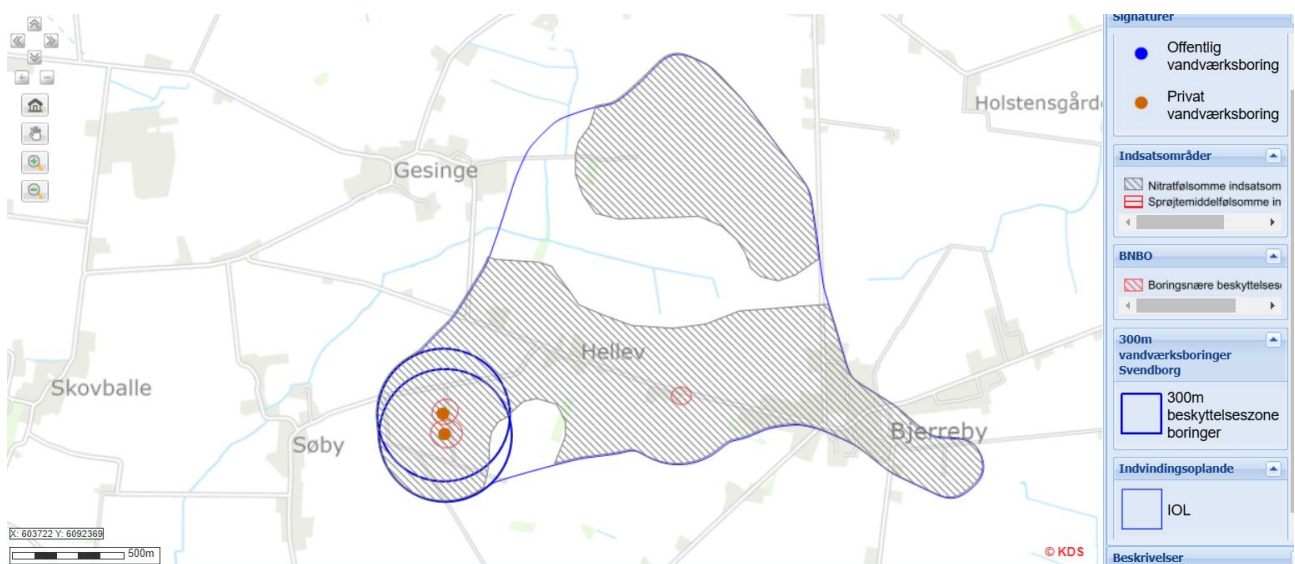 Gesinge
Holstensgård
Hellev
Skovballe
Søby
Bjerreby
X: 603722 Y: 6092369
500m
© KDS
Signaturer
Offentlig
vandværksboring
Privat
vandværksboring
Indsatsområder
Nitratfølsomme indsatsom
Sprøjtemiddelfølsomme in
BNBO
Boringsnære beskyttelses
300m
vandværksboringer
Svendborg
300m
beskyttelseszone
boringer
Indvindingsoplande
IOL
Beskrivelser